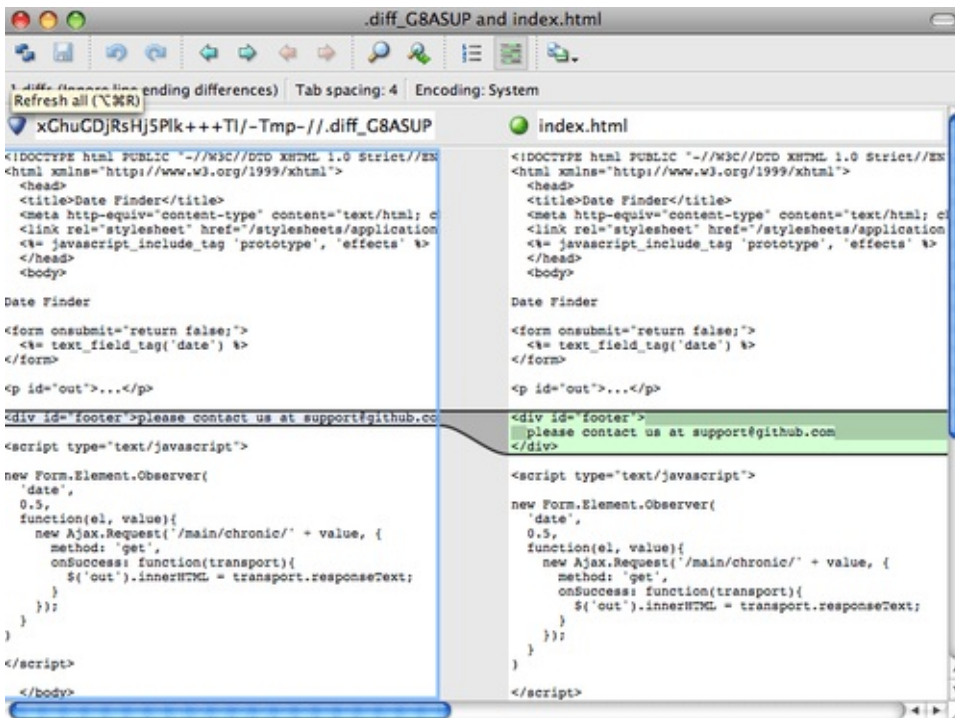 .diff_G8ASUP and index.html
1 diffs (Ignore line ending differences) Tab spacing: 4 Encoding: System
Refresh all (⌥⌘R)
xGhuGDjRsHj5Plk+++TI/-Tmp-//.diff_G8ASUP
index.html
<!DOCTYPE html PUBLIC "-//W3C//DTD XHTML 1.0 Strict//EN
<html xmlns="http://www.w3.org/1999/xhtml">
<head>
<title>Date Finder</title>
<meta http-equiv="content-type" content="text/html; c
<link rel="stylesheet" href="/stylesheets/application
<%= javascript_include_tag 'prototype', 'effects' %>
</head>
<body>
Date Finder
<form onsubmit="return false;">
<%= text_field_tag('date') %>
</form>
<p id="out">...</p>
<div id="footer">please contact us at support@github.co
<script type="text/javascript">
new Form.Element.Observer(
'date',
0.5,
function(el, value){
new Ajax.Request('/main/chronic/' + value, {
method: 'get',
onSuccess: function(transport){
$('out').innerHTML = transport.responseText;
}
});
}
)
</script>
</body>
<!DOCTYPE html PUBLIC "-//W3C//DTD XHTML 1.0 Strict//EN
<html xmlns="http://www.w3.org/1999/xhtml">
<head>
<title>Date Finder</title>
<meta http-equiv="content-type" content="text/html; cl
<link rel="stylesheet" href="/stylesheets/application
<%= javascript_include_tag 'prototype', 'effects' %>
</head>
<body>
Date Finder
<form onsubmit="return false;">
<%= text_field_tag('date') %>
</form>
<p id="out">...</p>
<div id="footer">
please contact us at support@github.com
</div>
<script type="text/javascript">
new Form.Element.Observer(
'date',
0.5,
function(el, value){
new Ajax.Request('/main/chronic/' + value, {
method: 'get',
onSuccess: function(transport){
$('out').innerHTML = transport.responseText;
}
});
}
)
</script>